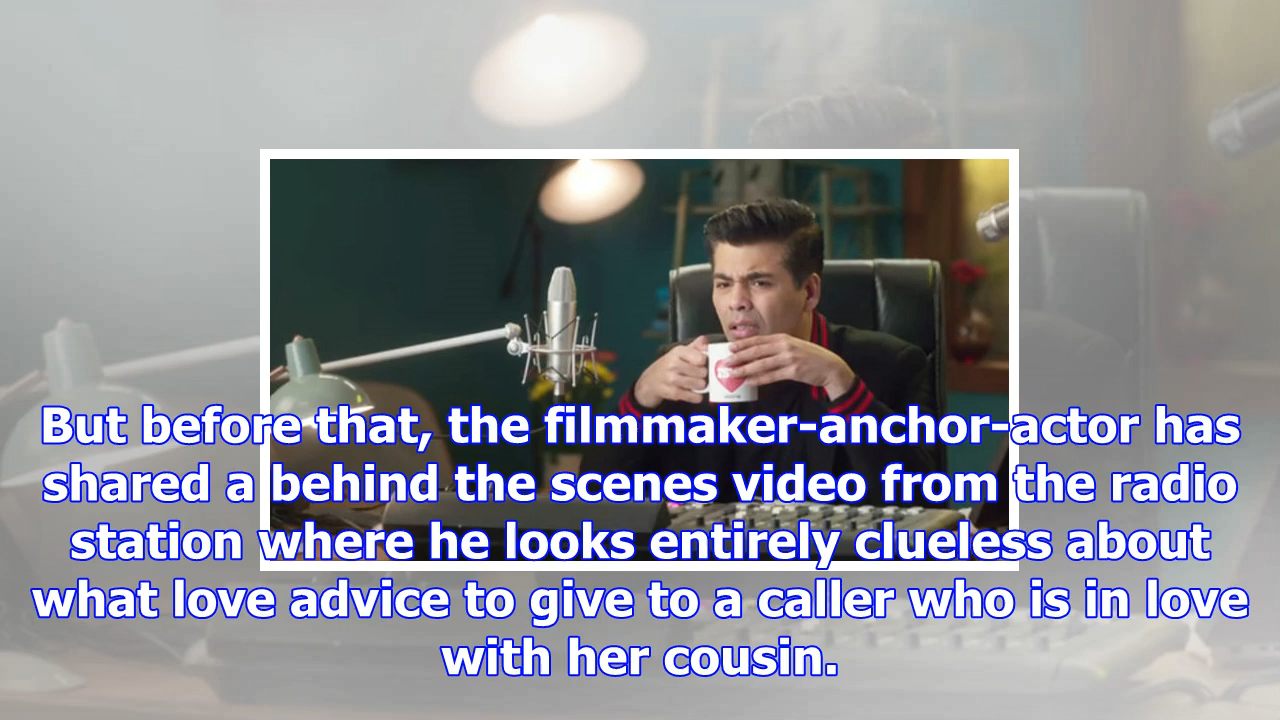 But before that, the filmmaker-anchor-actor has
shared a behind the scenes video from the radio
station where he looks entirely clueless about
what love advice to give to a caller who is in love
with her cousin.